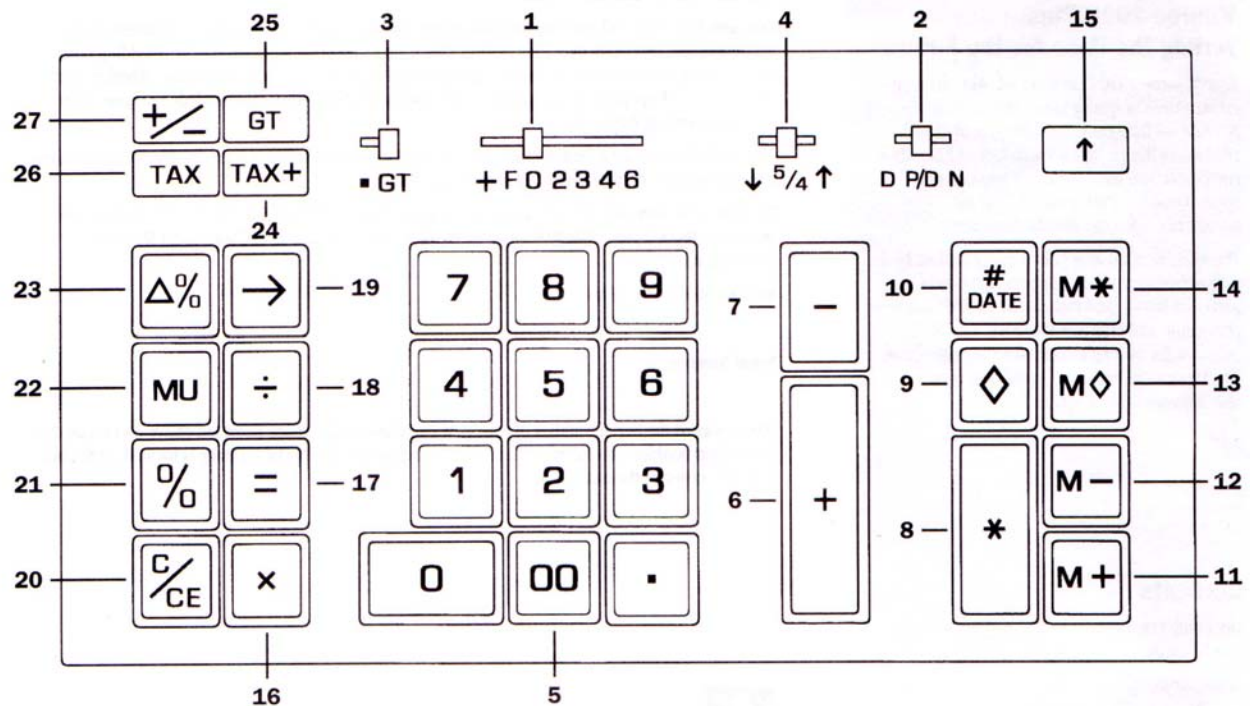 25 3 1 4 2 15
27 +/− GT
26 TAX TAX+
▪ GT + F 0 2 3 4 6 ↓ 5/4 ↑ D P/D N ↑
24
23 Δ% → 19 7 8 9 7 − 10 # DATE M* 14
22 MU ÷ 18 4 5 6 9 ◊ M◊ 13
21 % = 17 1 2 3 6 + 8 * M− 12
20 C/CE × 0 00 . M+ 11
16 5